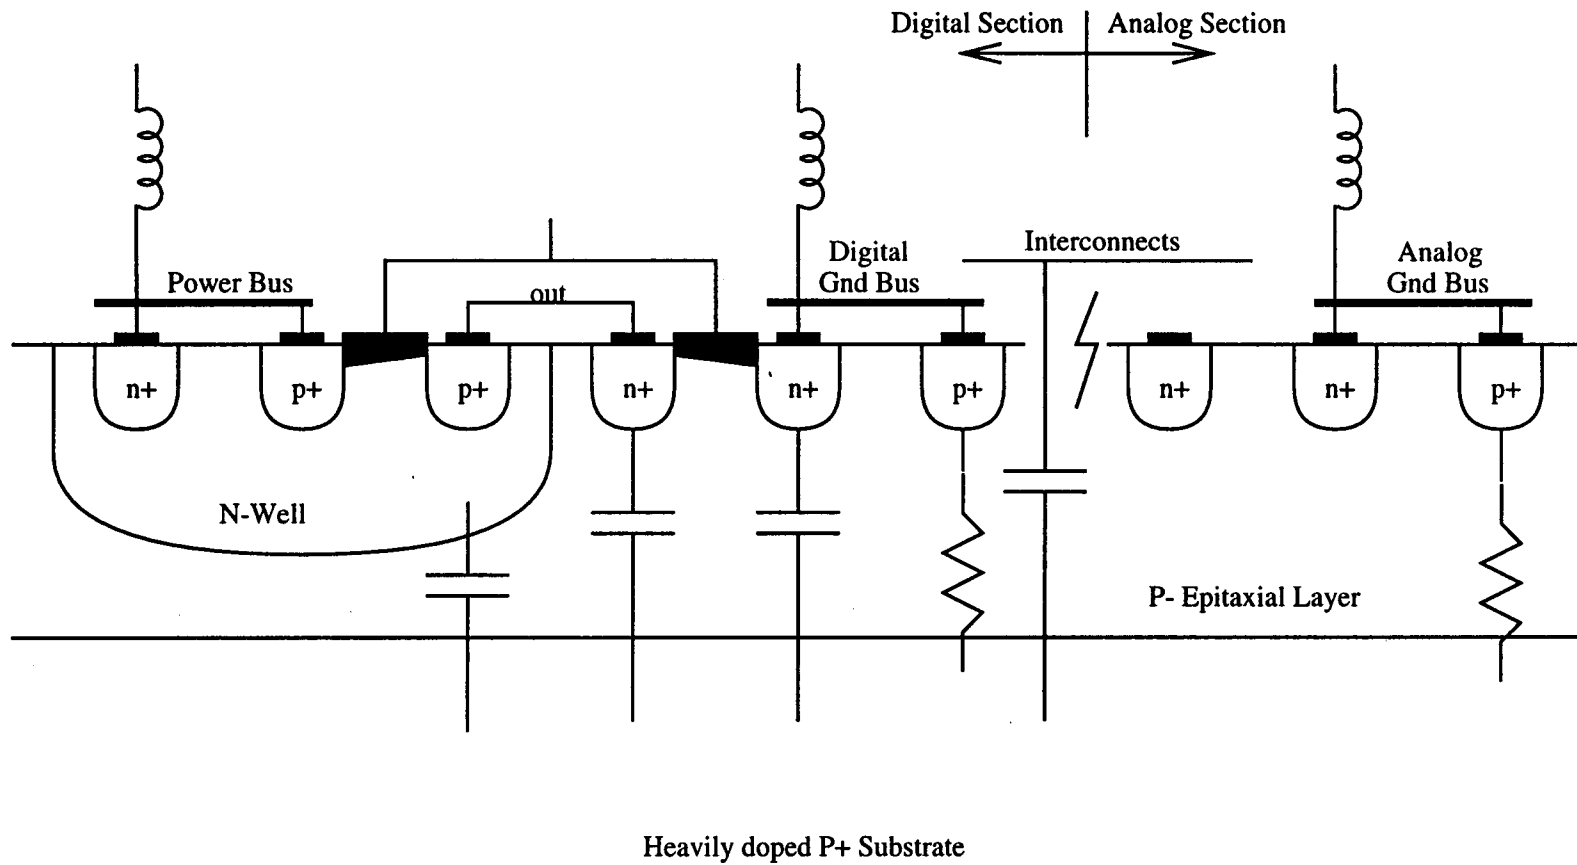 Digital Section
Analog Section
Power Bus
out
Digital
Gnd Bus
Interconnects
Analog
Gnd Bus
n+
p+
p+
n+
n+
p+
n+
n+
p+
N-Well
P- Epitaxial Layer
Heavily doped P+ Substrate